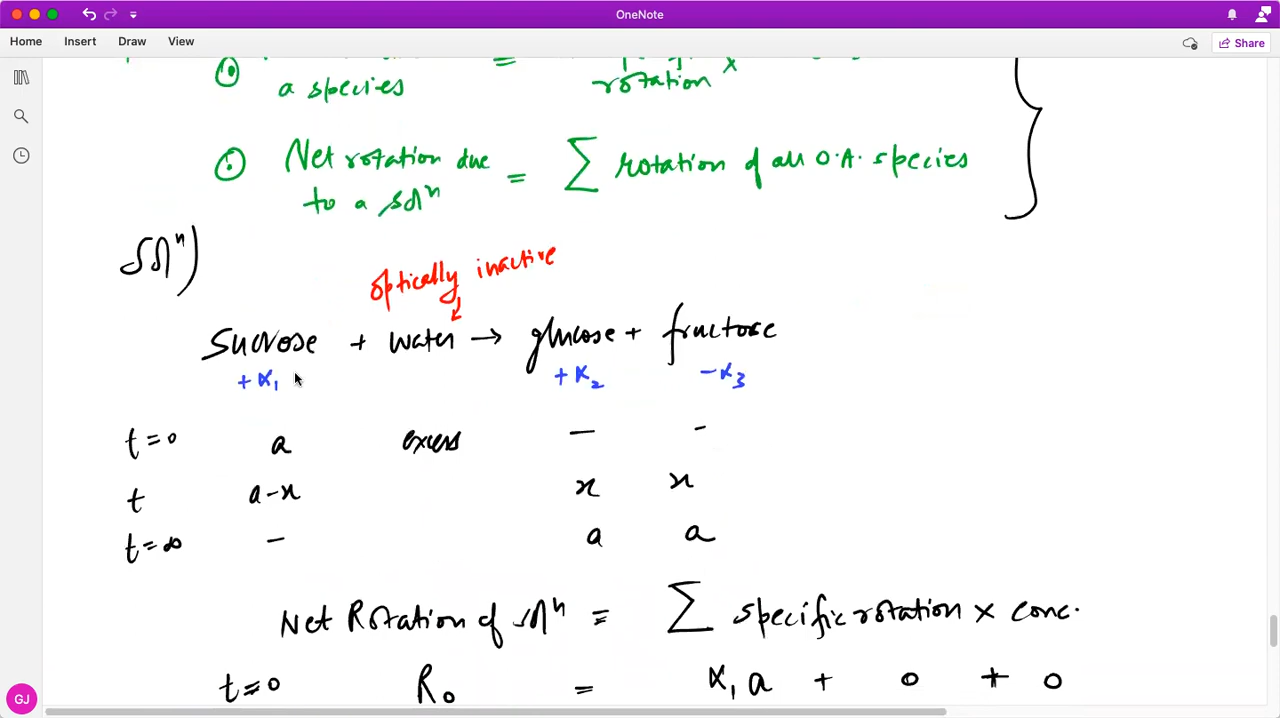 OneNote
Home Insert Draw View
Share
a species = rotation x
Net rotation due to a solⁿ = Σ rotation of all O.A. species
Solⁿ)
optically inactive
Sucrose + water → glucose + fructose
+α₁ +α₂ -α₃
t=0 a excess — -
t a-x x x
t=∞ - a a
Net Rotation of solⁿ = Σ specific rotation x conc.
t=0 R₀ = α₁a + 0 + 0
GJ